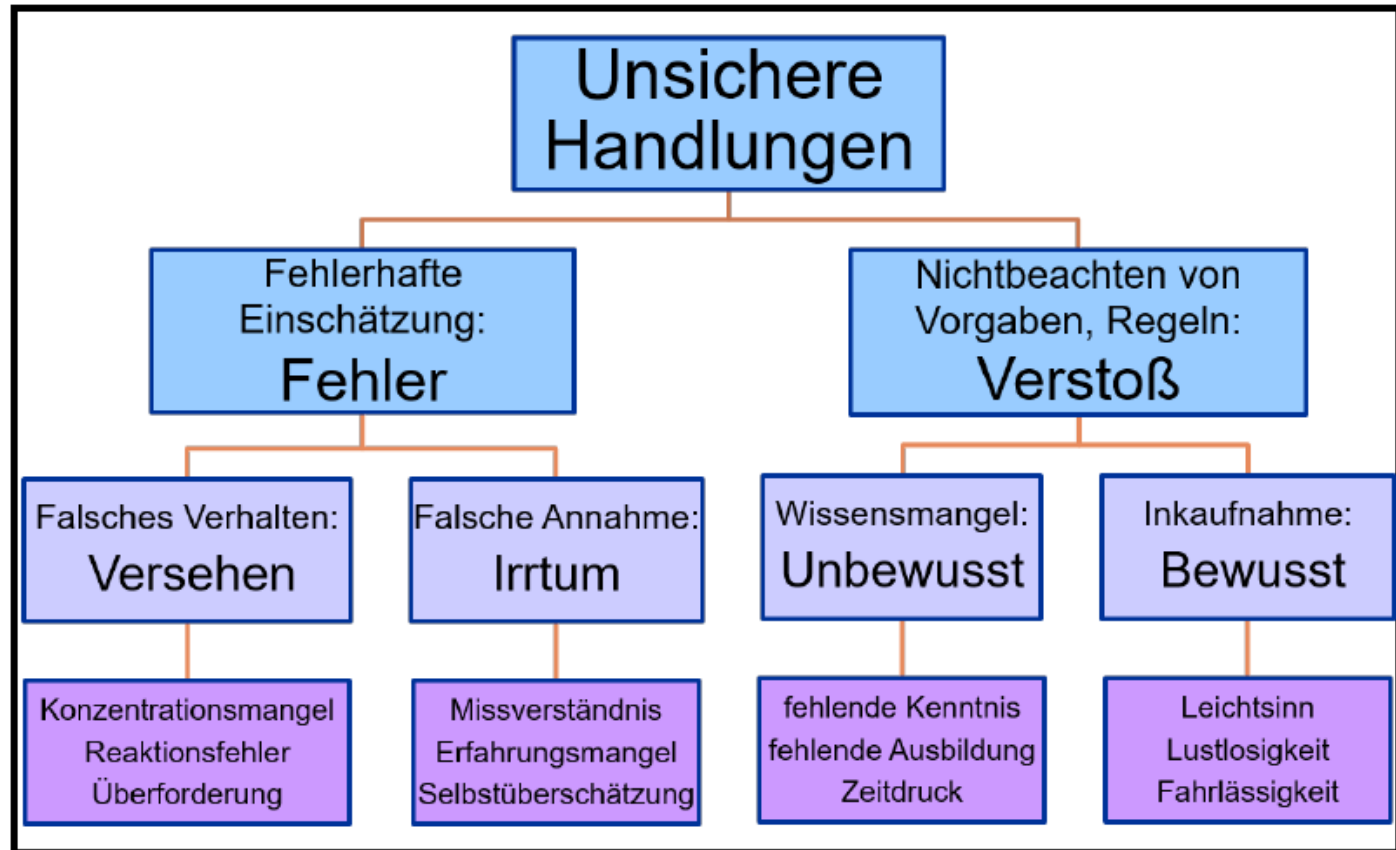 Unsichere
Handlungen
Fehlerhafte
Einschätzung:
Fehler
Nichtbeachten von
Vorgaben, Regeln:
Verstoß
Falsches Verhalten:
Versehen
Falsche Annahme:
Irrtum
Wissensmangel:
Unbewusst
Inkaufnahme:
Bewusst
Konzentrationsmangel
Reaktionsfehler
Überforderung
Missverständnis
Erfahrungsmangel
Selbstüberschätzung
fehlende Kenntnis
fehlende Ausbildung
Zeitdruck
Leichtsinn
Lustlosigkeit
Fahrlässigkeit